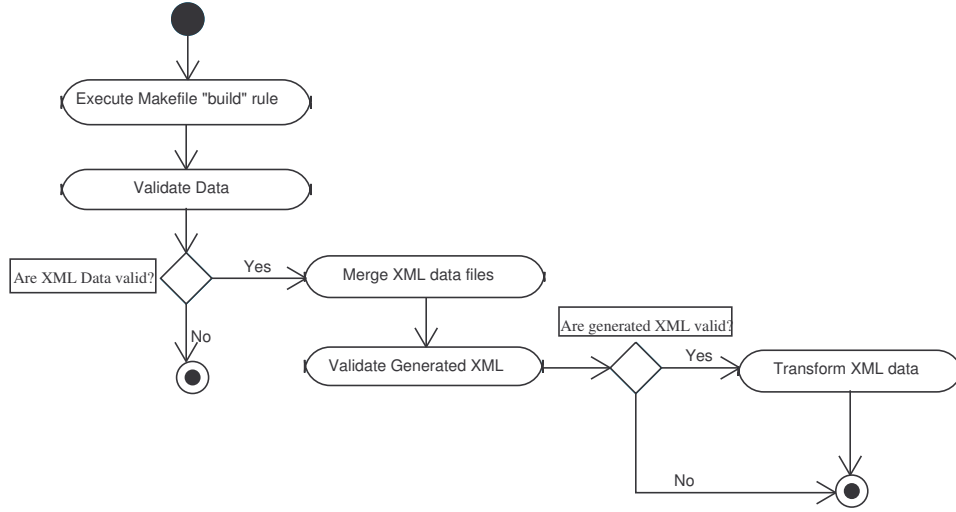 Execute Makefile "build" rule
Validate Data
Are XML Data valid?
Yes
No
Merge XML data files
Validate Generated XML
Are generated XML valid?
Yes
No
Transform XML data